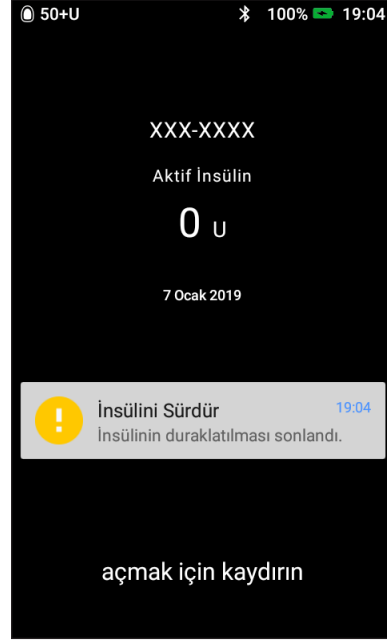 50+U 100% 19:04
XXX-XXXX
Aktif İnsülin
0 U
7 Ocak 2019
İnsülini Sürdür 19:04
İnsülinin duraklatılması sonlandı.
açmak için kaydırın